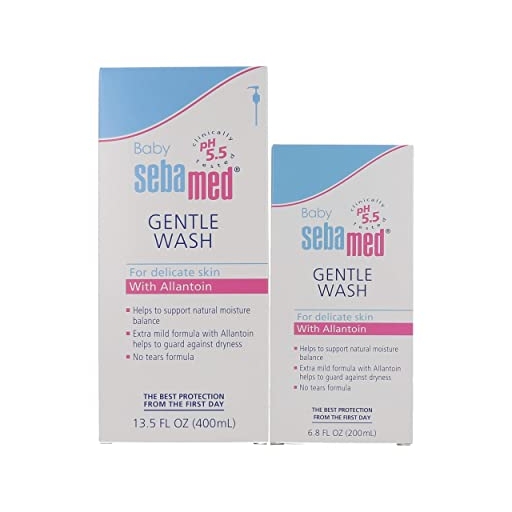 Baby
clinically tested
pH
5.5
sebamed®
GENTLE
WASH
For delicate skin
With Allantoin
▪ Helps to support natural moisture
balance
▪ Extra mild formula with Allantoin
helps to guard against dryness
▪ No tears formula
THE BEST PROTECTION
FROM THE FIRST DAY
13.5 FL OZ (400mL)
Baby
clinically tested
pH
5.5
sebamed®
GENTLE
WASH
For delicate skin
With Allantoin
▪ Helps to support natural moisture
balance
▪ Extra mild formula with Allantoin
helps to guard against dryness
▪ No tears formula
THE BEST PROTECTION
FROM THE FIRST DAY
6.8 FL OZ (200mL)